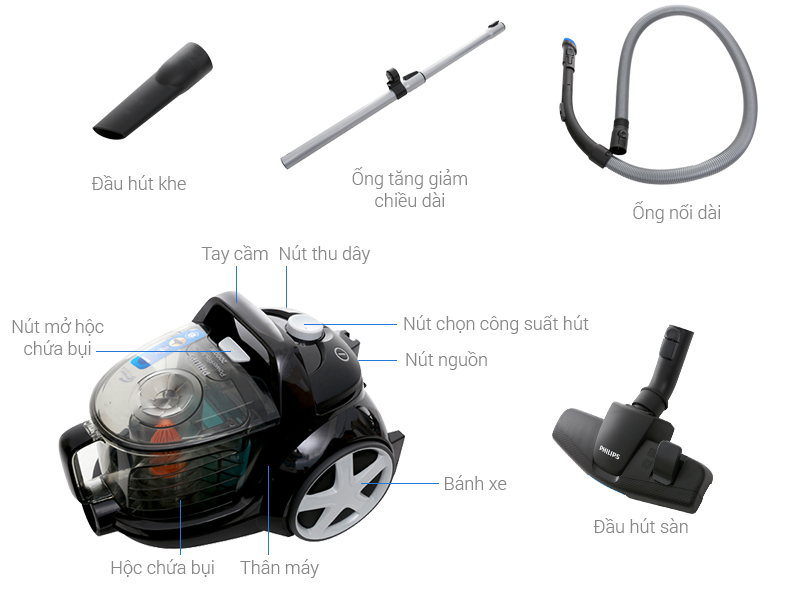 Đầu hút khe
Ống tăng giảm
chiều dài
Ống nối dài
Tay cầm
Nút thu dây
Nút mở hộc
chứa bụi
Nút chọn công suất hút
Nút nguồn
PHILIPS
Bánh xe
Đầu hút sàn
Hộc chứa bụi
Thân máy